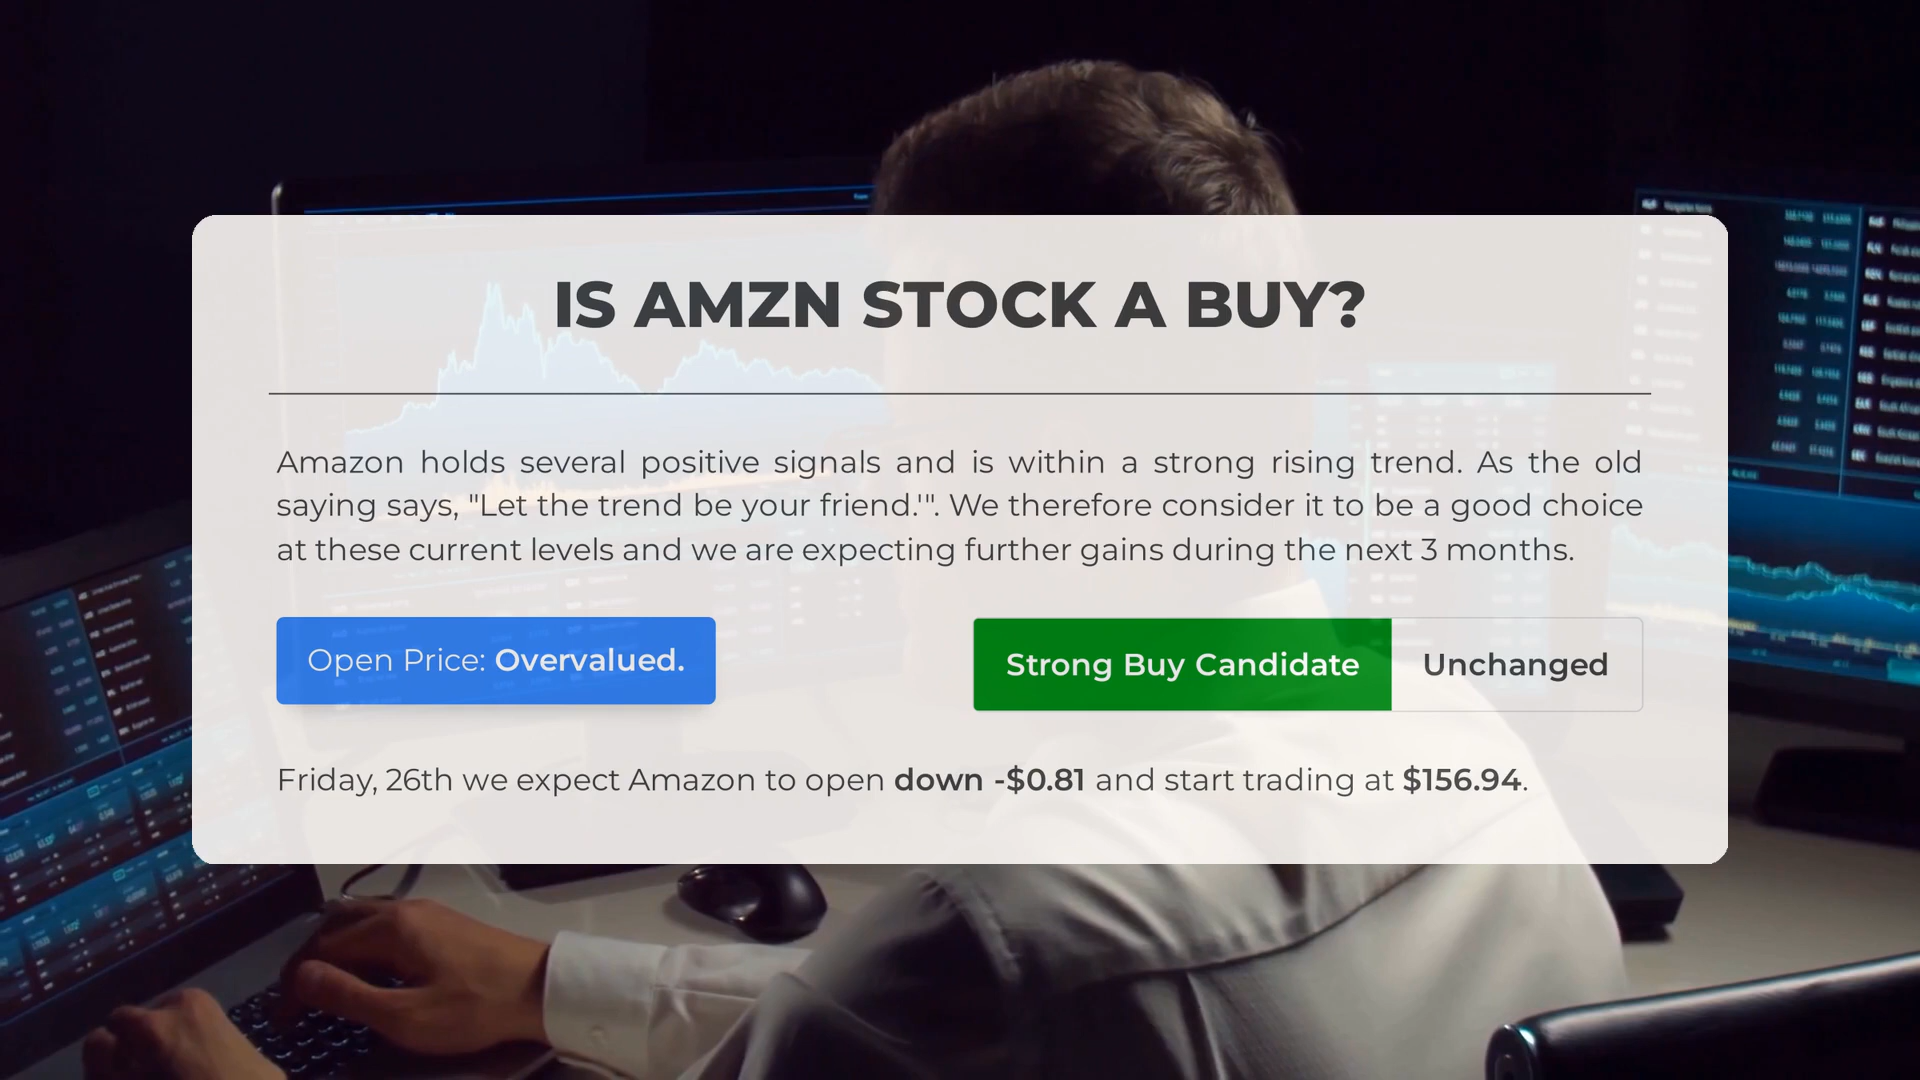 IS AMZN STOCK A BUY?
Amazon holds several positive signals and is within a strong rising trend. As the old
saying says, "Let the trend be your friend.'". We therefore consider it to be a good choice
at these current levels and we are expecting further gains during the next 3 months.
Open Price: Overvalued.
Strong Buy Candidate Unchanged
Friday, 26th we expect Amazon to open down -$0.81 and start trading at $156.94.